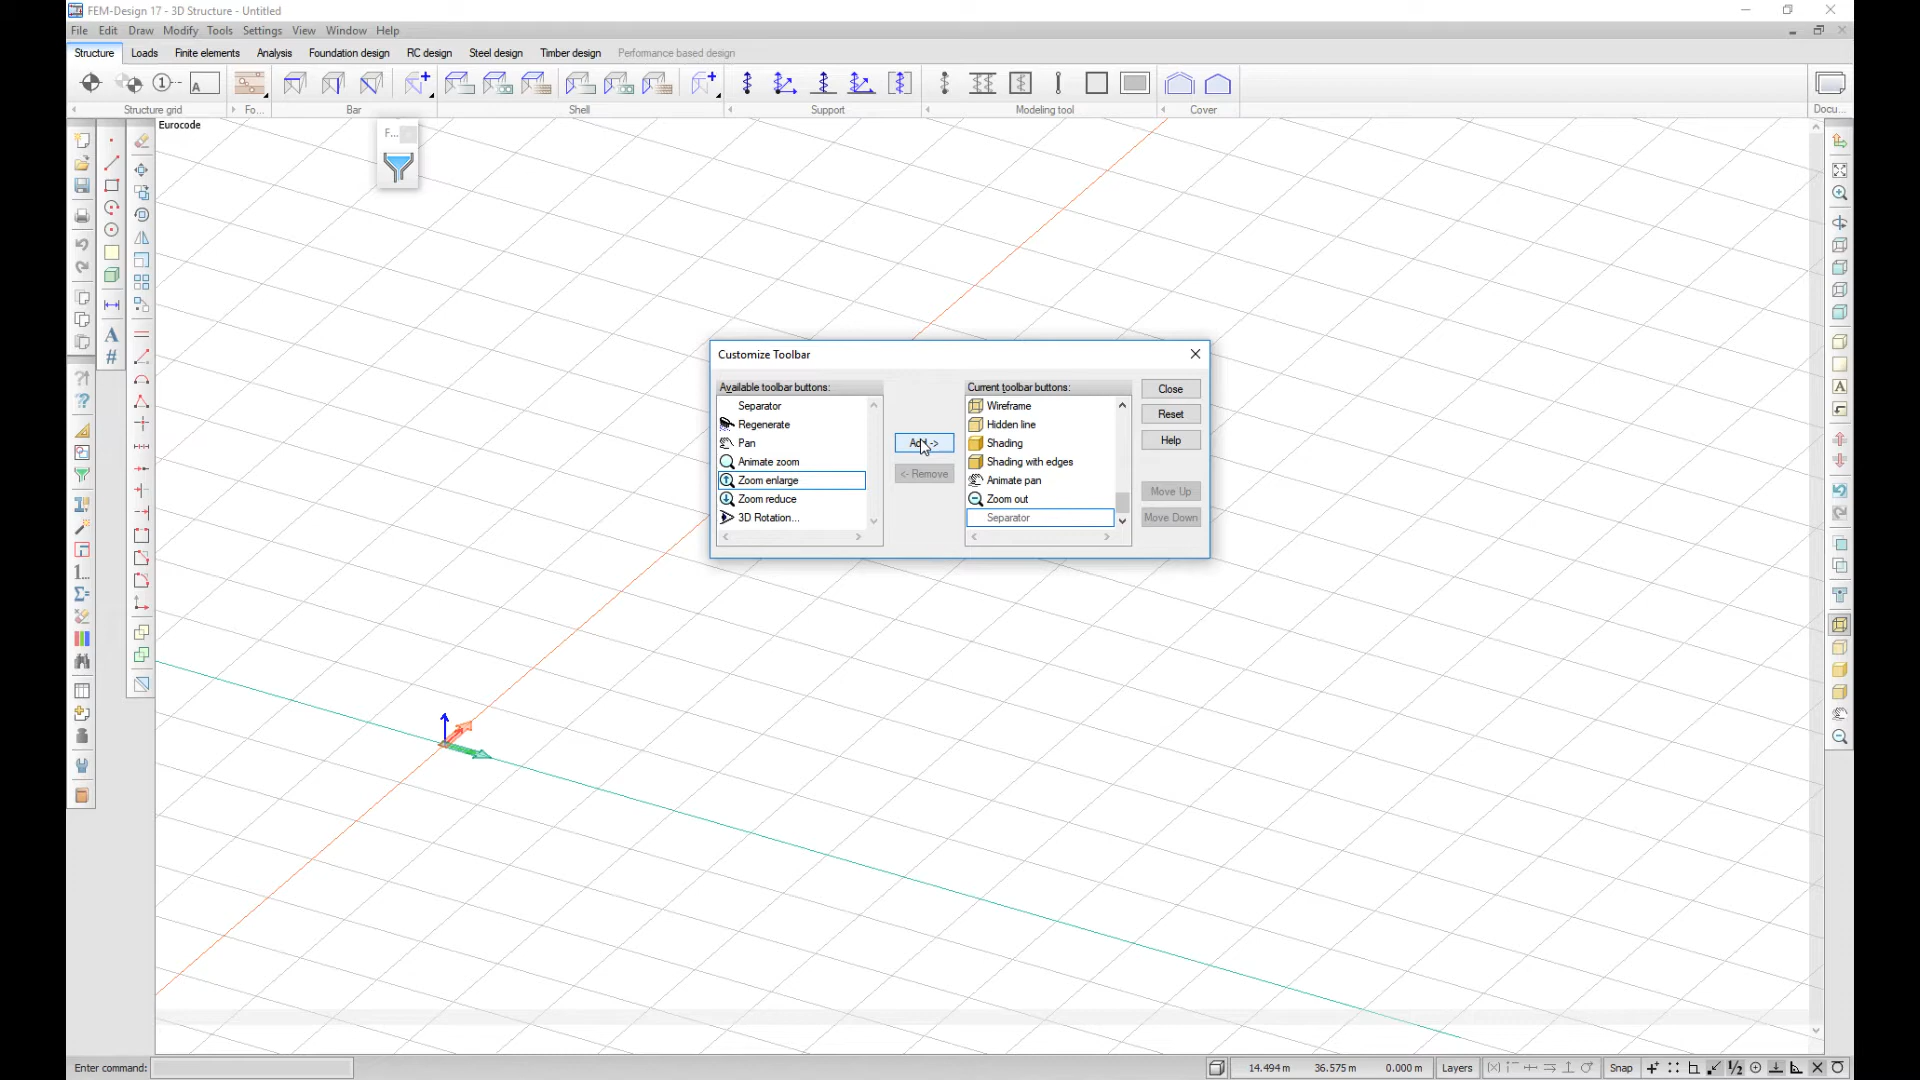 FEM-Design 17 - 3D Structure - Untitled
File Edit Draw Modify Tools Settings View Window Help
Structure Loads Finite elements Analysis Foundation design RC design Steel design Timber design Performance based design
A
Structure grid Fo... Bar Shell Support Modeling tool Cover Docu...
Eurocode
F...
Customize Toolbar
Available toolbar buttons:
Separator
Regenerate
Pan
Animate zoom
Zoom enlarge
Zoom reduce
3D Rotation...
Add ->
<- Remove
Current toolbar buttons:
Wireframe
Hidden line
Shading
Shading with edges
Animate pan
Zoom out
Separator
Close
Reset
Help
Move Up
Move Down
Enter command:
14.494 m 36.575 m 0.000 m Layers Snap